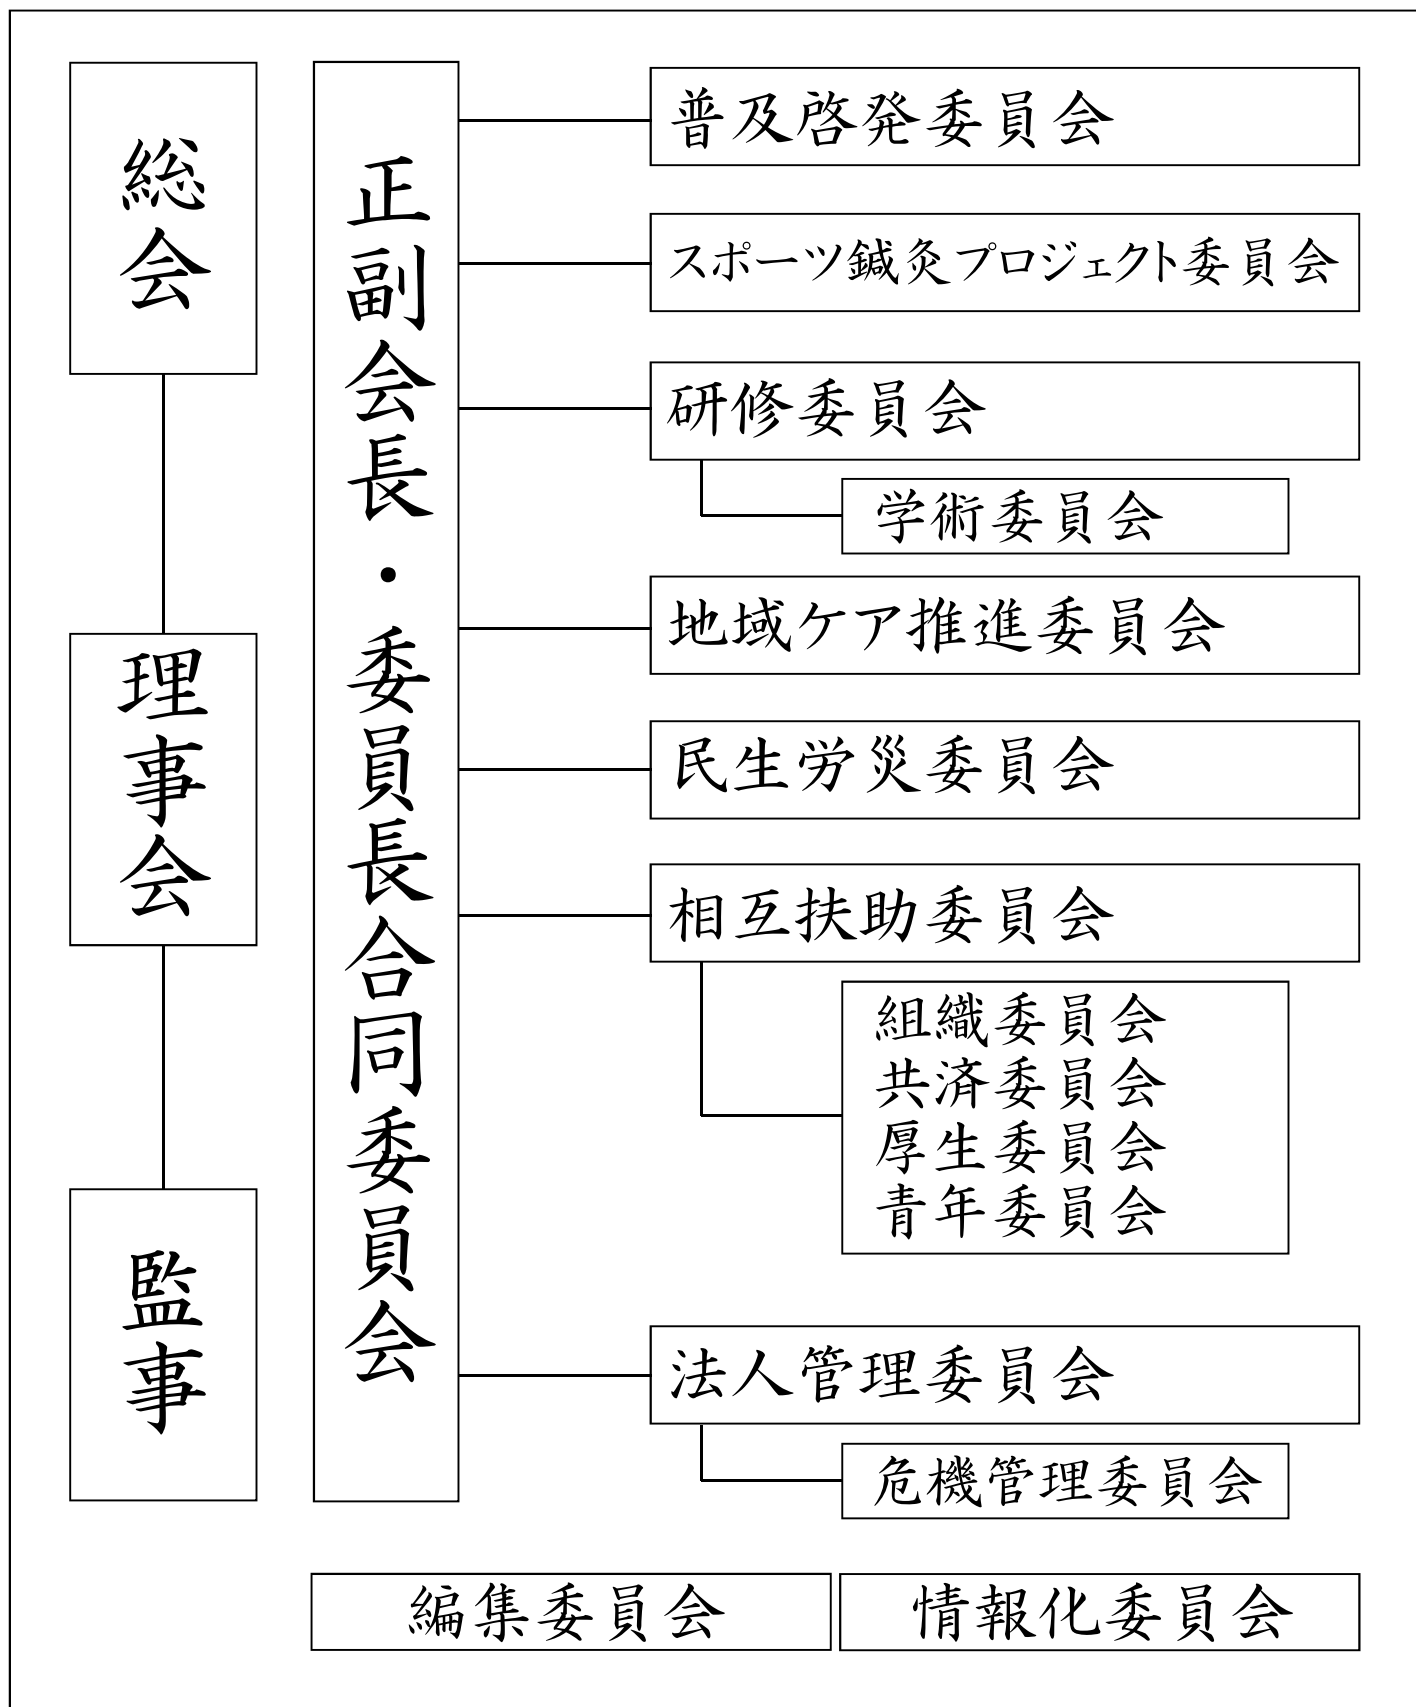 総会
理事会
監事
正副会長・委員長合同委員会
普及啓発委員会
スポーツ鍼灸プロジェクト委員会
研修委員会
学術委員会
地域ケア推進委員会
民生労災委員会
相互扶助委員会
組織委員会
共済委員会
厚生委員会
青年委員会
法人管理委員会
危機管理委員会
編集委員会
情報化委員会